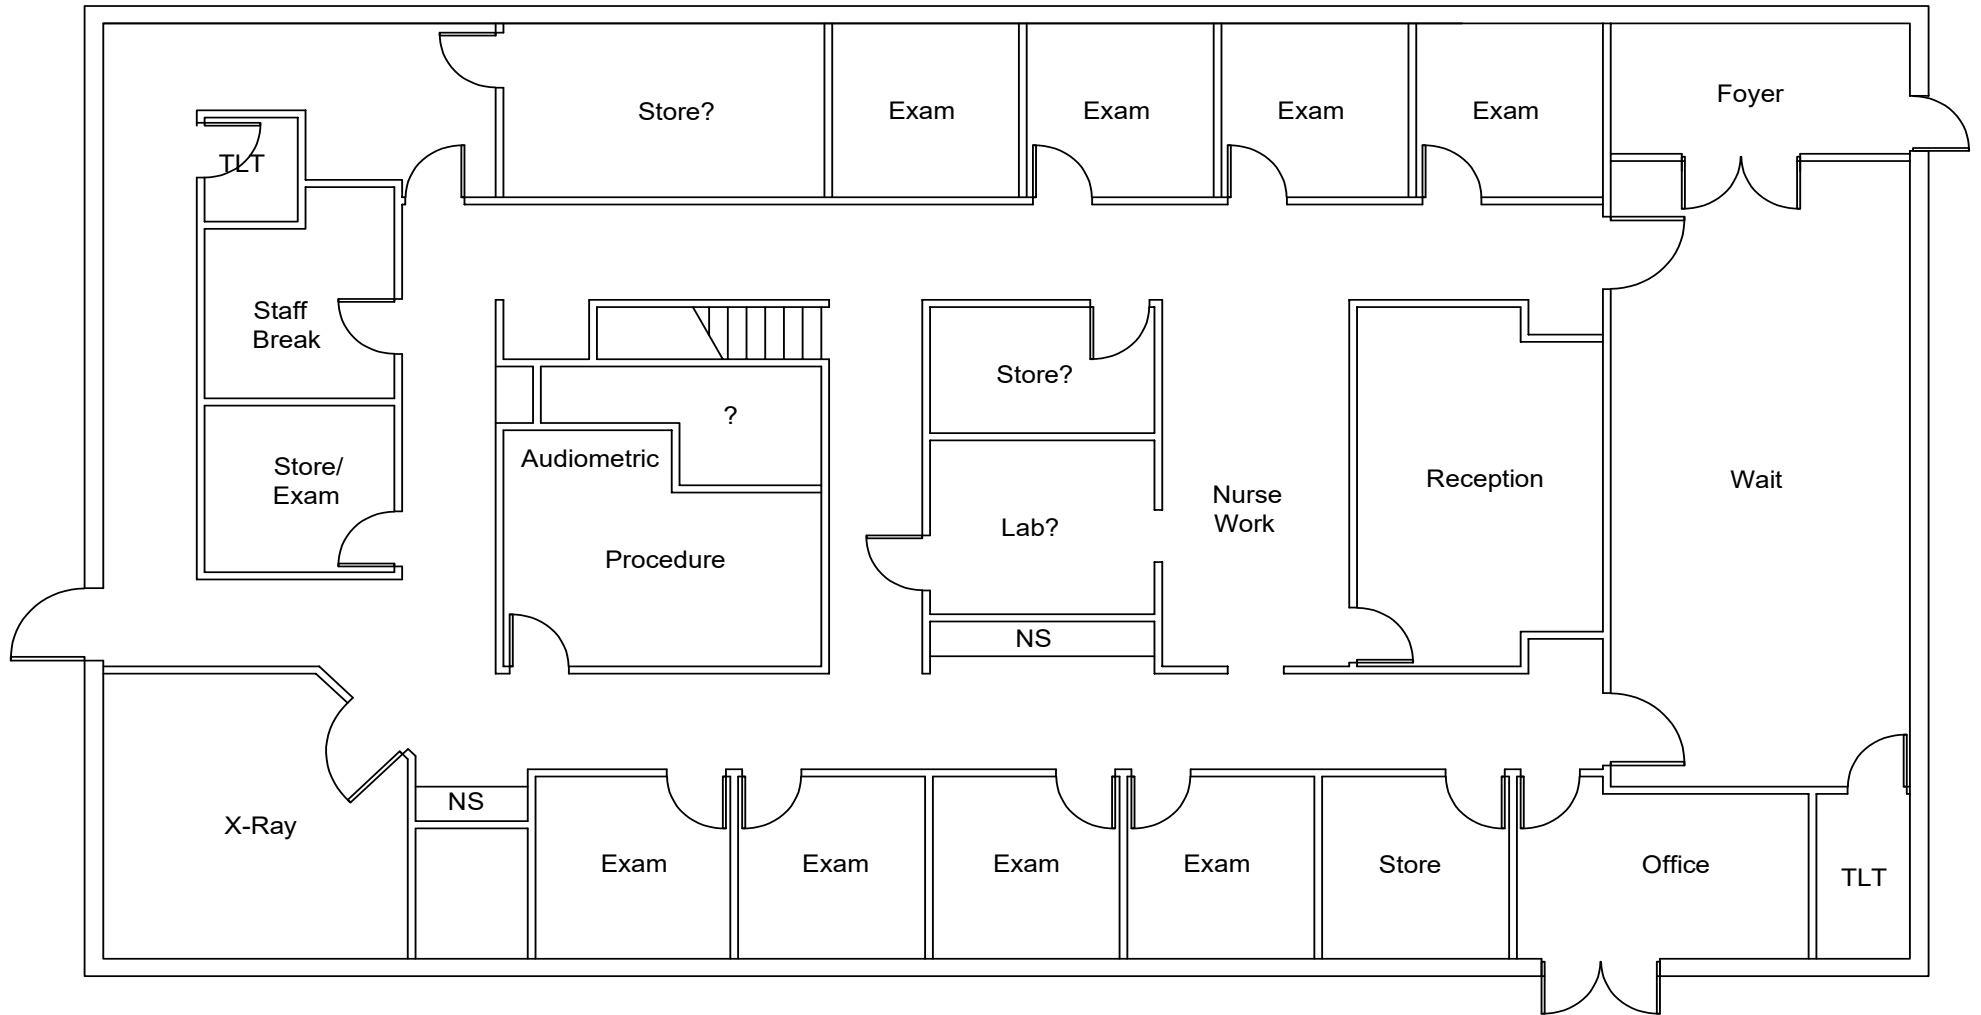 Foyer
Store?
Exam
Exam
Exam
Exam
TLT
Staff
Break
Store?
?
Audiometric
Store/
Exam
Reception
Wait
Nurse
Work
Lab?
Procedure
NS
NS
X-Ray
Exam
Exam
Exam
Exam
Store
Office
TLT